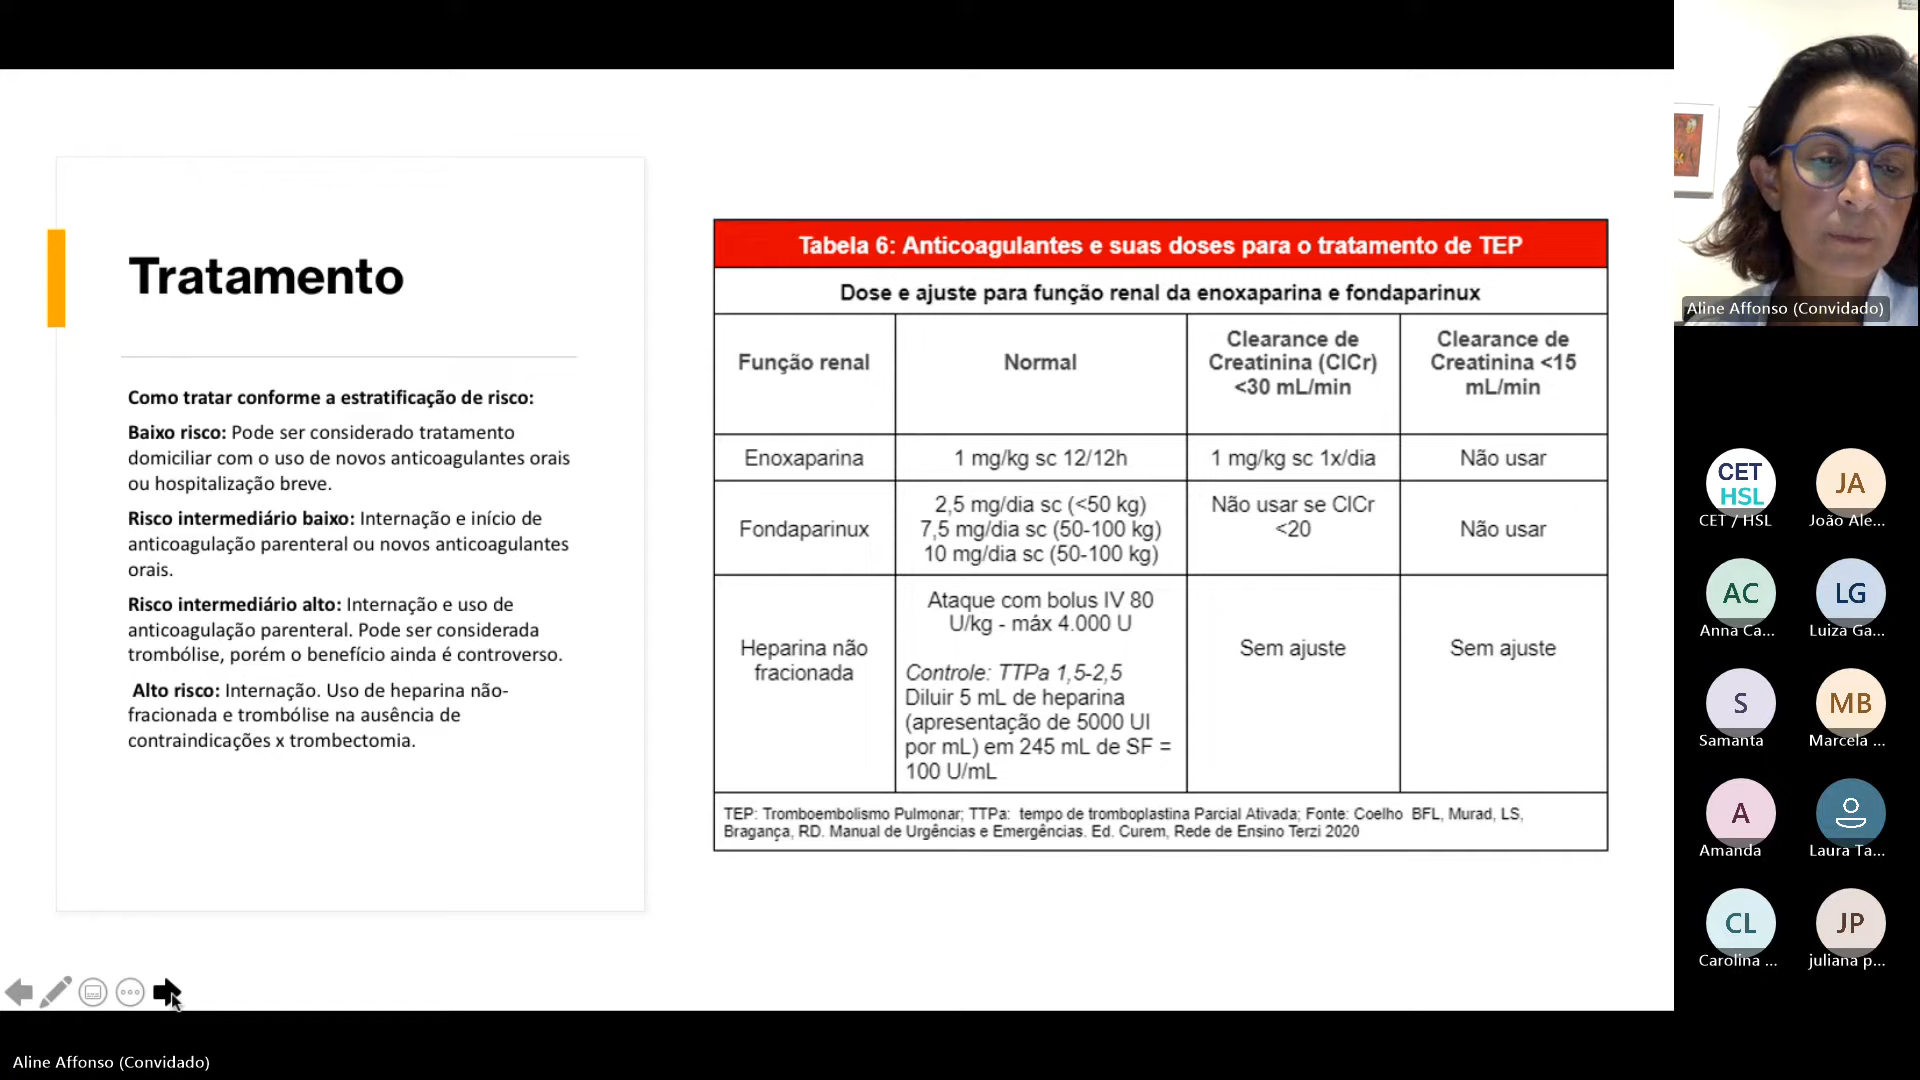 Tratamento
Como tratar conforme a estratificação de risco:
Baixo risco: Pode ser considerado tratamento
domiciliar com o uso de novos anticoagulantes orais
ou hospitalização breve.
Risco intermediário baixo: Internação e início de
anticoagulação parenteral ou novos anticoagulantes
orais.
Risco intermediário alto: Internação e uso de
anticoagulação parenteral. Pode ser considerada
trombólise, porém o benefício ainda é controverso.
Alto risco: Internação. Uso de heparina não-
fracionada e trombólise na ausência de
contraindicações x trombectomia.
Tabela 6: Anticoagulantes e suas doses para o tratamento de TEP
Dose e ajuste para função renal da enoxaparina e fondaparinux
Função renal
Normal
Clearance de
Creatinina (ClCr)
<30 mL/min
Clearance de
Creatinina <15
mL/min
Enoxaparina
1 mg/kg sc 12/12h
1 mg/kg sc 1x/dia
Não usar
Fondaparinux
2,5 mg/dia sc (<50 kg)
7,5 mg/dia sc (50-100 kg)
10 mg/dia sc (50-100 kg)
Não usar se ClCr
<20
Não usar
Heparina não
fracionada
Ataque com bolus IV 80
U/kg - máx 4.000 U
Controle: TTPa 1,5-2,5
Diluir 5 mL de heparina
(apresentação de 5000 UI
por mL) em 245 mL de SF =
100 U/mL
Sem ajuste
Sem ajuste
TEP: Tromboembolismo Pulmonar; TTPa: tempo de tromboplastina Parcial Ativada; Fonte: Coelho BFL, Murad, LS,
Bragança, RD. Manual de Urgências e Emergências. Ed. Curem, Rede de Ensino Terzi 2020
Aline Affonso (Convidado)
CET
HSL
CET / HSL
JA
João Ale...
AC
Anna Ca...
LG
Luiza Ga...
S
Samanta
MB
Marcela ...
A
Amanda
Laura Ta...
CL
Carolina ...
JP
juliana p...
Aline Affonso (Convidado)